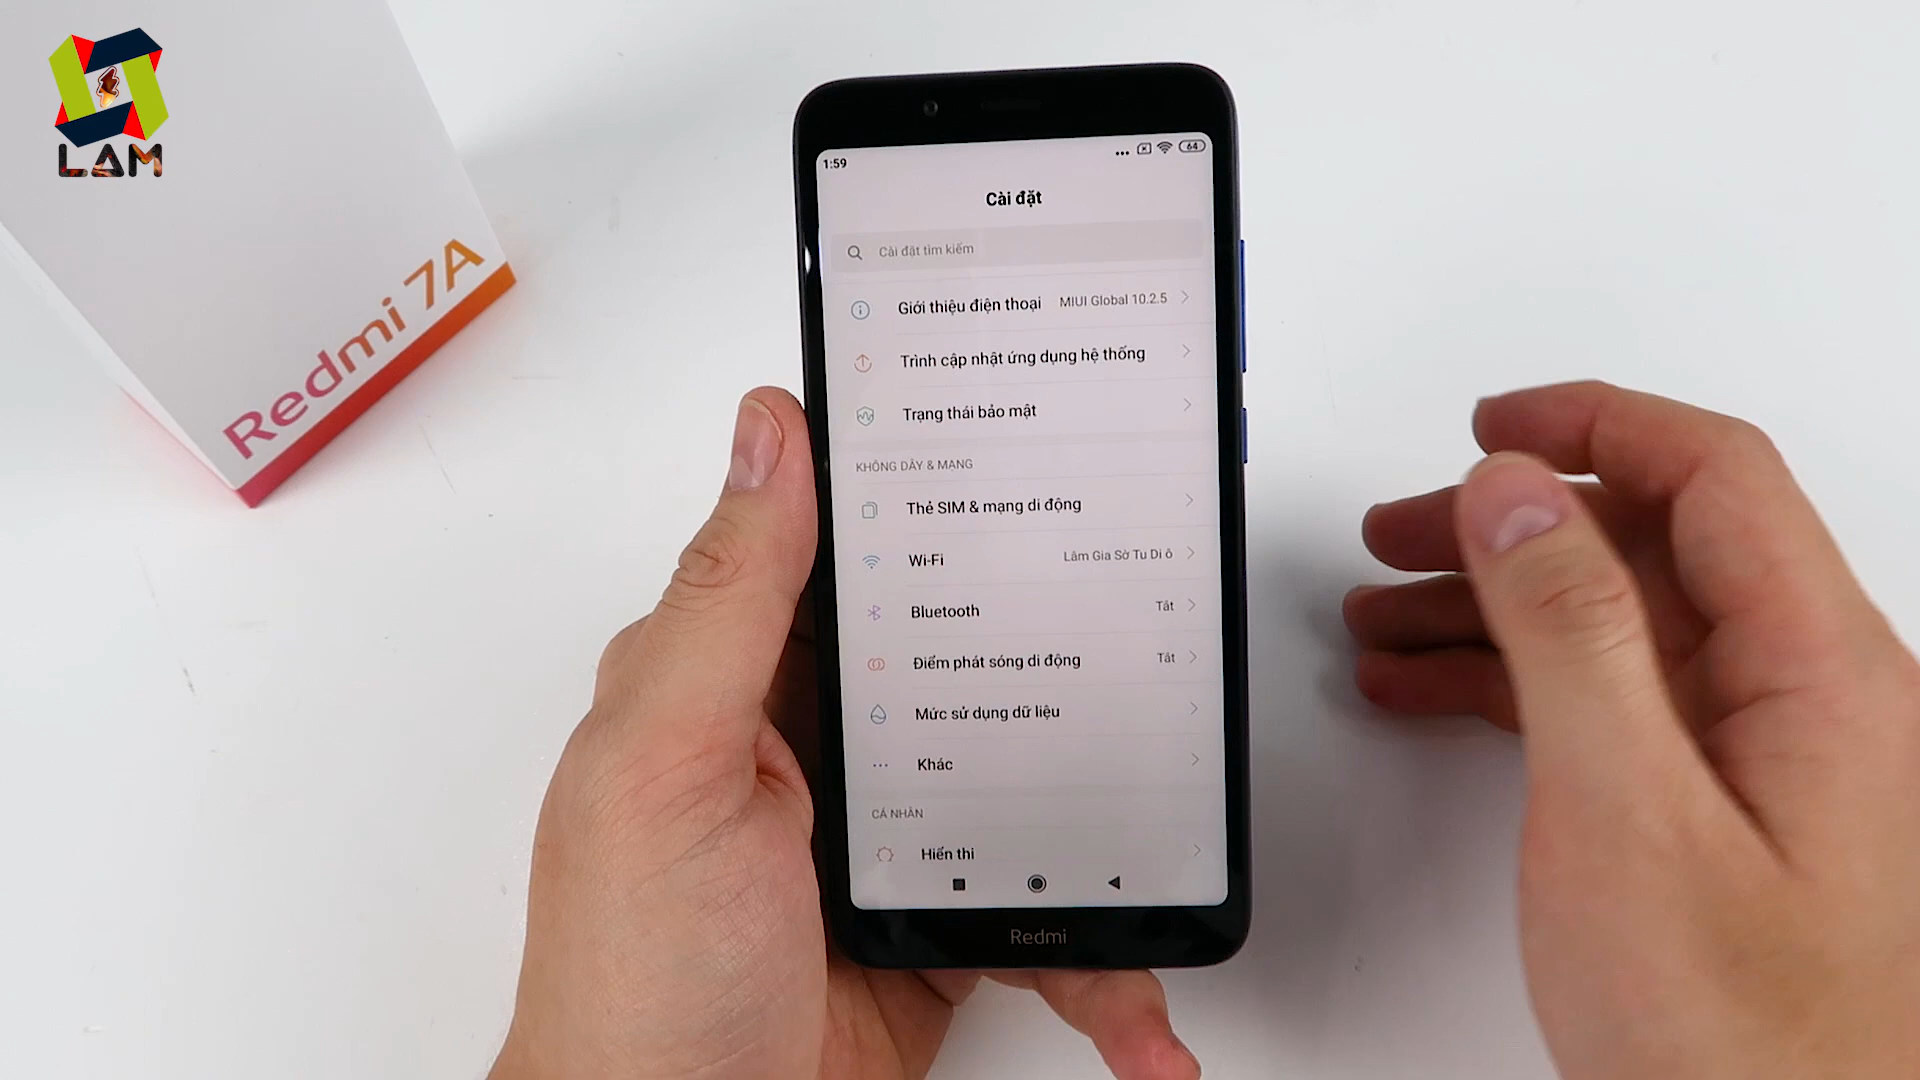 LAM
Redmi 7A
1:59
64
Cài đặt
Cài đặt tìm kiếm
Giới thiệu điện thoại MIUI Global 10.2.5
Trình cập nhật ứng dụng hệ thống
Trạng thái bảo mật
KHÔNG DÂY & MẠNG
Thẻ SIM & mạng di động
Wi-Fi Lâm Gia Sờ Tu Di ô
Bluetooth Tắt
Điểm phát sóng di động Tắt
Mức sử dụng dữ liệu
Khác
CÁ NHÂN
Hiển thi
Redmi